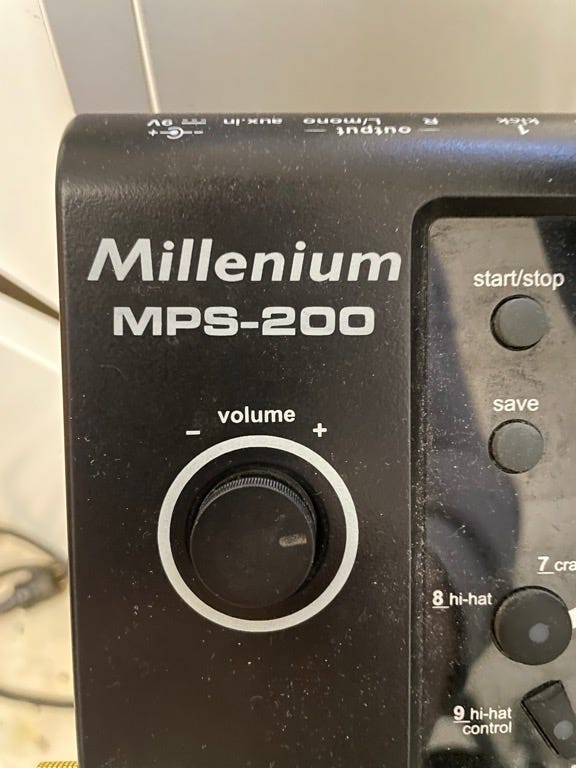 9V aux.in L/mono output R 1 kick
Millenium
MPS-200
volume
- +
start/stop
save
7 cra
8 hi-hat
9 hi-hat
control